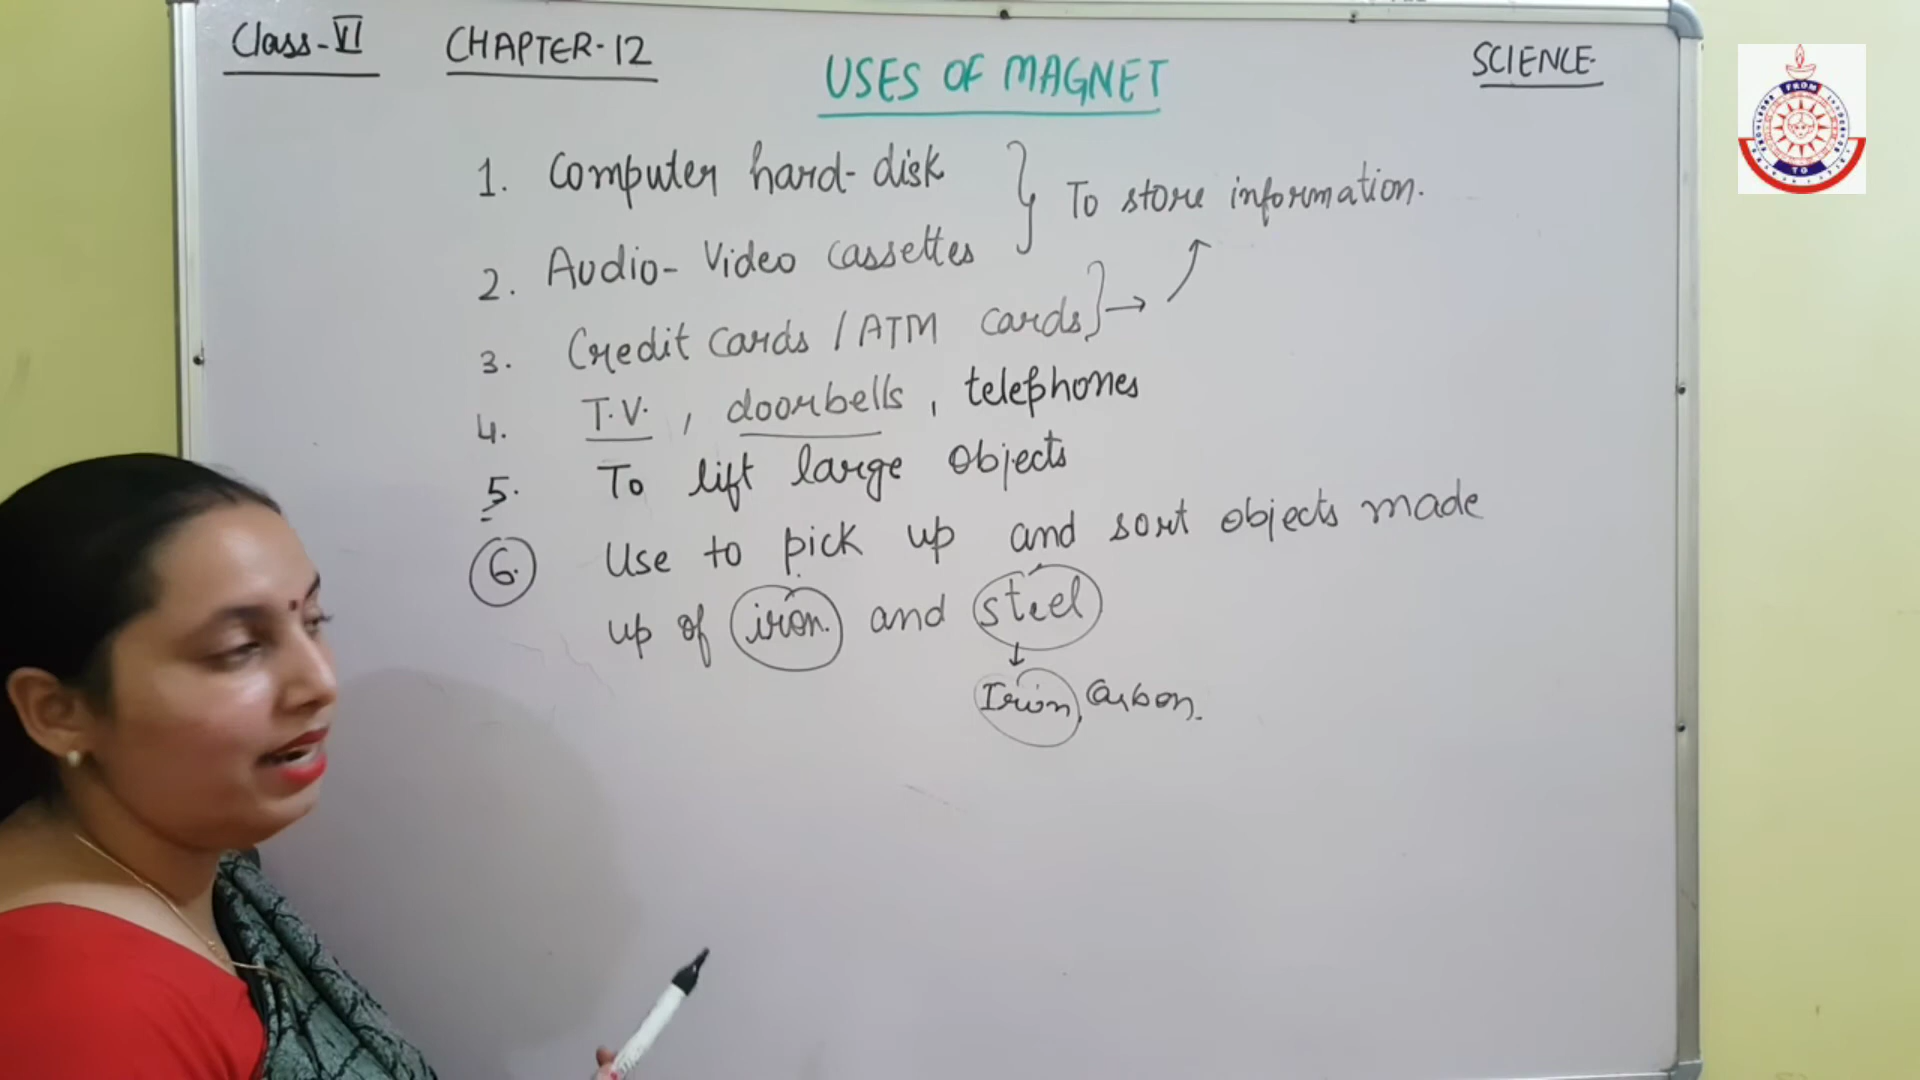 Class-VI CHAPTER-12 SCIENCE.
USES OF MAGNET
1. Computer hard-disk
2. Audio-Video cassettes } To store information.
3. Credit cards / ATM cards } → ↗
4. T.V. , doorbells , telephones
5. To lift large objects
6. Use to pick up and sort objects made
up of iron. and steel
↓
Iron, Carbon.
FROM
TO